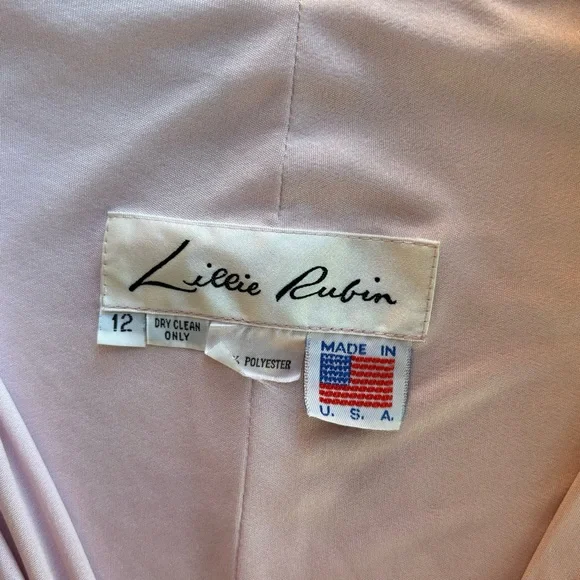 Lillie Rubin
12
DRY CLEAN
ONLY
% POLYESTER
MADE IN
U. S. A.